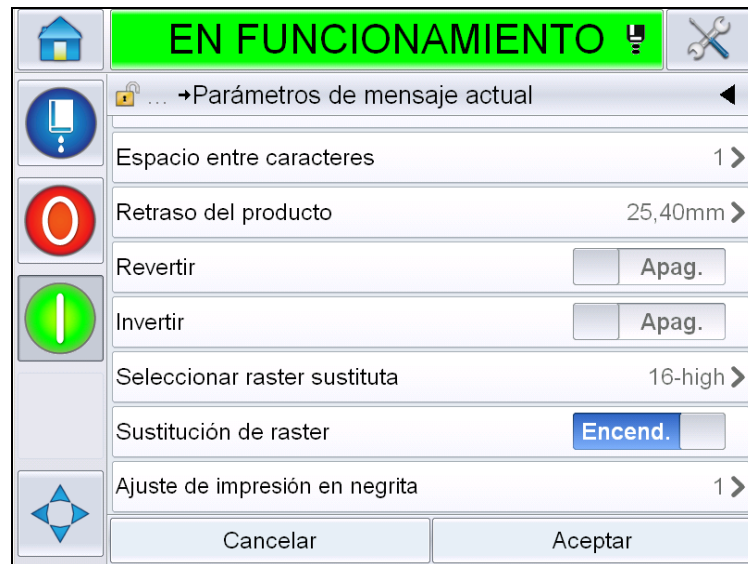 EN FUNCIONAMIENTO
... →Parámetros de mensaje actual
Espacio entre caracteres 1
Retraso del producto 25,40mm
Revertir Apag.
Invertir Apag.
Seleccionar raster sustituta 16-high
Sustitución de raster Encend.
Ajuste de impresión en negrita 1
Cancelar Aceptar